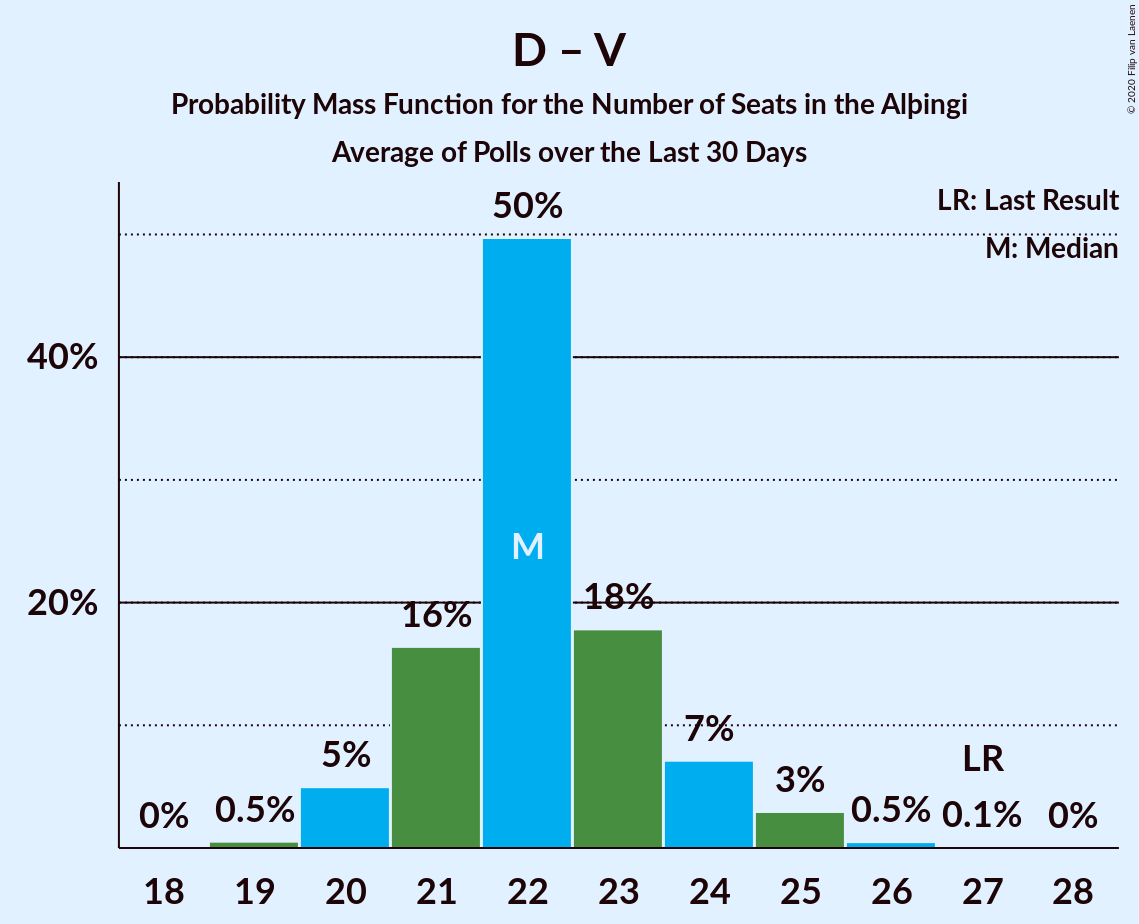 D – V
Probability Mass Function for the Number of Seats in the Alþingi
Average of Polls over the Last 30 Days
© 2020 Filip van Laenen
LR: Last Result
M: Median
50%
40%
M
20%
18%
16%
7%
LR
5%
3%
0%
0.5%
0.5%
0.1%
0%
18 19 20 21 22 23 24 25 26 27 28